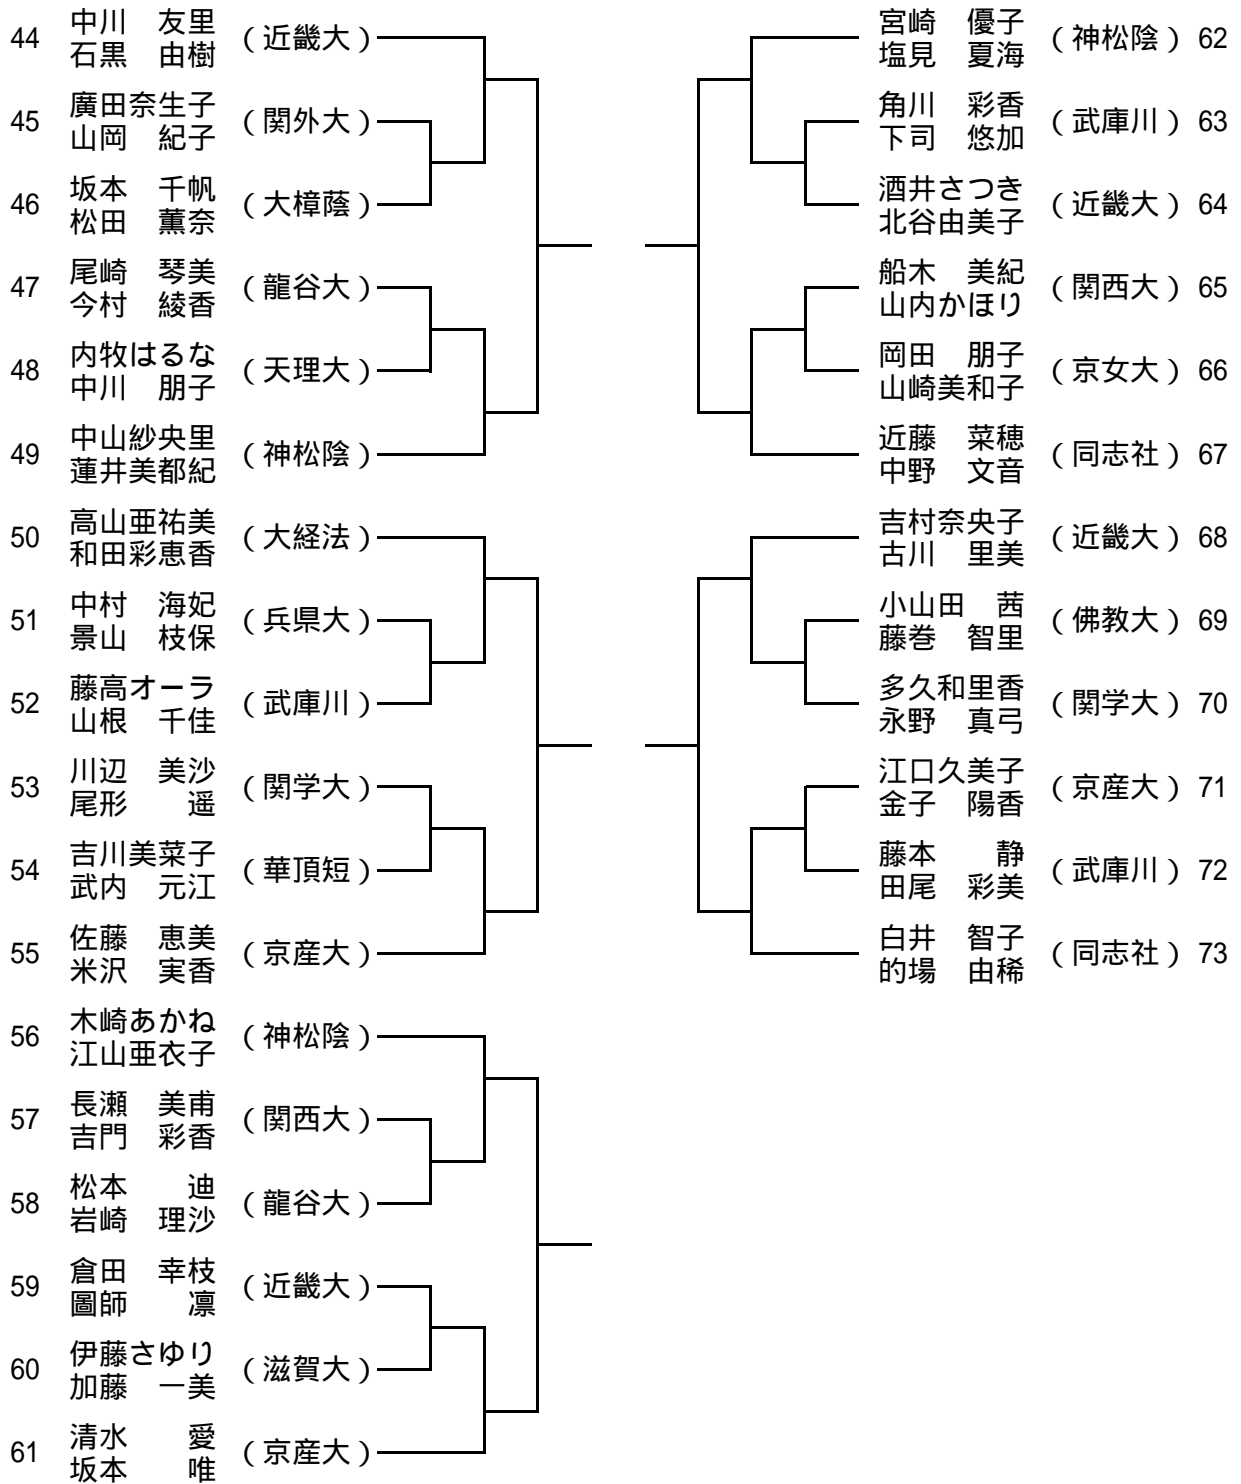 44 中川　友里 (近畿大)
石黒　由樹
45 廣田奈生子 (関外大)
山岡　紀子
46 坂本　千帆 (大樟蔭)
松田　薫奈
47 尾崎　琴美 (龍谷大)
今村　綾香
48 内牧はるな (天理大)
中川　朋子
49 中山紗央里 (神松陰)
蓮井美都紀
50 高山亜祐美 (大経法)
和田彩恵香
51 中村　海妃 (兵県大)
景山　枝保
52 藤高オーラ (武庫川)
山根　千佳
53 川辺　美沙 (関学大)
尾形　　遥
54 吉川美菜子 (華頂短)
武内　元江
55 佐藤　恵美 (京産大)
米沢　実香
56 木崎あかね (神松陰)
江山亜衣子
57 長瀬　美甫 (関西大)
吉門　彩香
58 松本　　迪 (龍谷大)
岩崎　理沙
59 倉田　幸枝 (近畿大)
圖師　　凛
60 伊藤さゆり (滋賀大)
加藤　一美
61 清水　　愛 (京産大)
坂本　　唯
宮崎　優子 (神松陰) 62
塩見　夏海
角川　彩香 (武庫川) 63
下司　悠加
酒井さつき (近畿大) 64
北谷由美子
船木　美紀 (関西大) 65
山内かほり
岡田　朋子 (京女大) 66
山崎美和子
近藤　菜穂 (同志社) 67
中野　文音
吉村奈央子 (近畿大) 68
古川　里美
小山田　茜 (佛教大) 69
藤巻　智里
多久和里香 (関学大) 70
永野　真弓
江口久美子 (京産大) 71
金子　陽香
藤本　　静 (武庫川) 72
田尾　彩美
白井　智子 (同志社) 73
的場　由稀